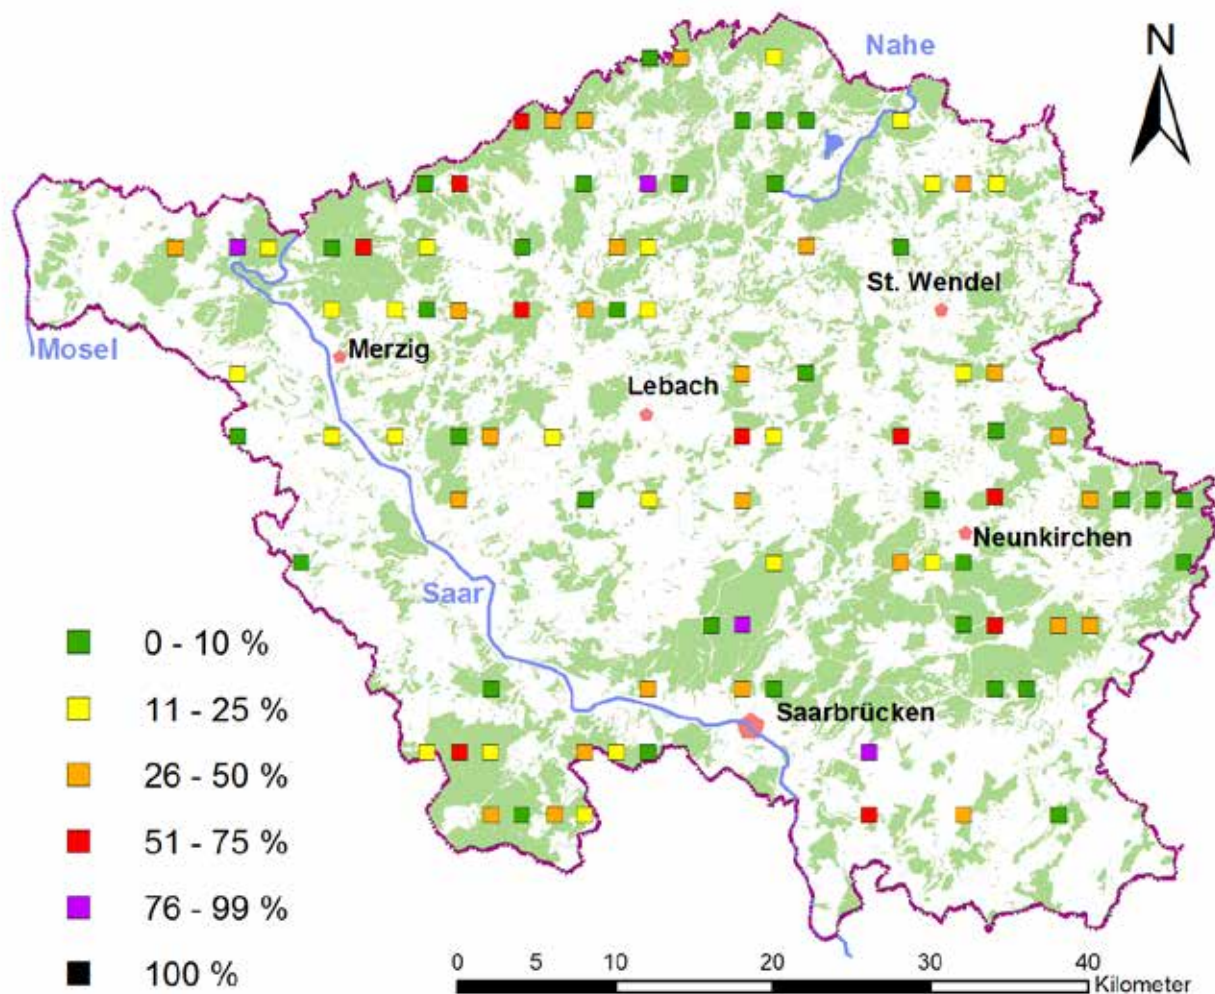 Nahe
N
St. Wendel
Mosel
Merzig
Lebach
Neunkirchen
Saar
Saarbrücken
0 - 10 %
11 - 25 %
26 - 50 %
51 - 75 %
76 - 99 %
100 %
0 5 10 20 30 40
Kilometer